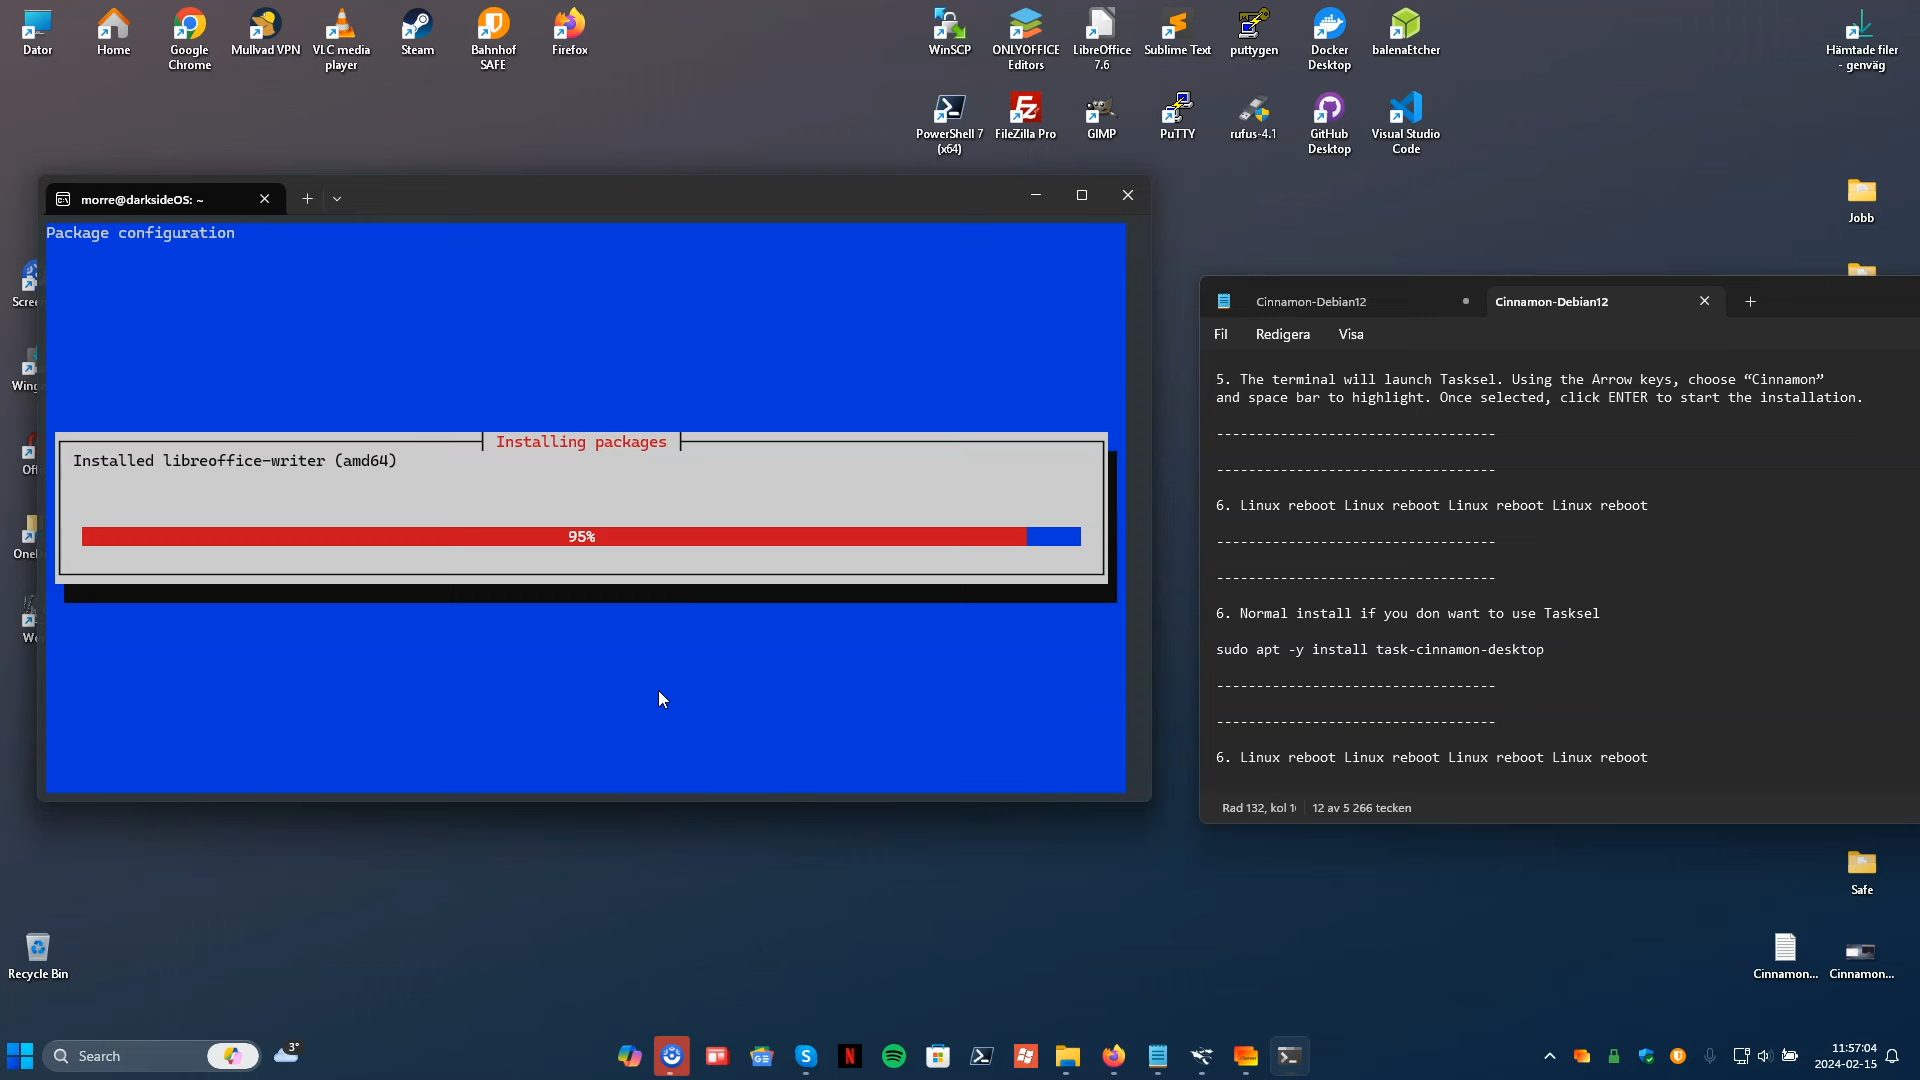 Dator
Home
Google
Chrome
Mullvad VPN
VLC media
player
Steam
Bahnhof
SAFE
Firefox
WinSCP
ONLYOFFICE
Editors
LibreOffice
7.6
Sublime Text
puttygen
Docker
Desktop
balenaEtcher
Hämtade filer
- genväg
PowerShell 7
(x64)
FileZilla Pro
GIMP
PuTTY
rufus-4.1
GitHub
Desktop
Visual Studio
Code
Jobb
morre@darksideOS: ~
Package configuration
Installing packages
Installed libreoffice-writer (amd64)
95%
Scree
Wing
Off
OneI
Wo
Cinnamon-Debian12
Cinnamon-Debian12
Fil
Redigera
Visa
5. The terminal will launch Tasksel. Using the Arrow keys, choose “Cinnamon”
and space bar to highlight. Once selected, click ENTER to start the installation.
-----------------------------------
-----------------------------------
6. Linux reboot Linux reboot Linux reboot Linux reboot
-----------------------------------
-----------------------------------
6. Normal install if you don want to use Tasksel
sudo apt -y install task-cinnamon-desktop
-----------------------------------
-----------------------------------
6. Linux reboot Linux reboot Linux reboot Linux reboot
Rad 132, kol 1
12 av 5 266 tecken
Safe
Recycle Bin
Cinnamon...
Cinnamon...
Search
3°
11:57:04
2024-02-15